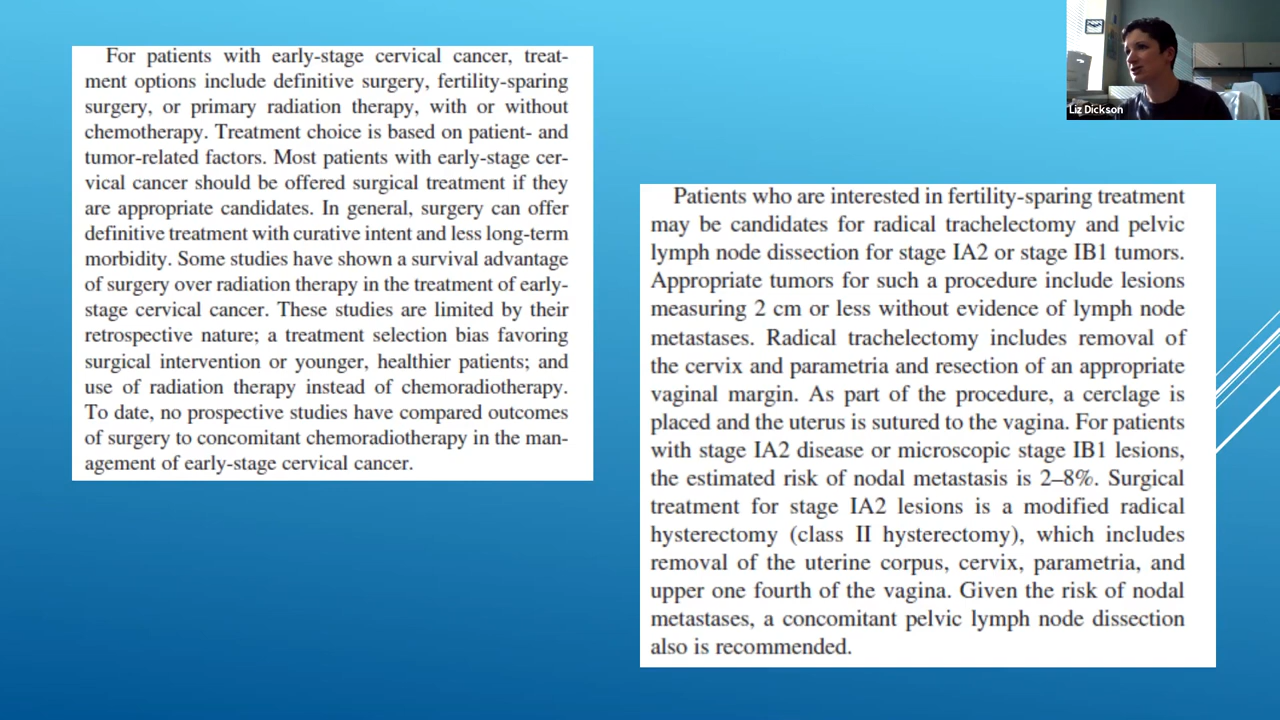 For patients with early-stage cervical cancer, treat-
ment options include definitive surgery, fertility-sparing
surgery, or primary radiation therapy, with or without
chemotherapy. Treatment choice is based on patient- and
tumor-related factors. Most patients with early-stage cer-
vical cancer should be offered surgical treatment if they
are appropriate candidates. In general, surgery can offer
definitive treatment with curative intent and less long-term
morbidity. Some studies have shown a survival advantage
of surgery over radiation therapy in the treatment of early-
stage cervical cancer. These studies are limited by their
retrospective nature; a treatment selection bias favoring
surgical intervention or younger, healthier patients; and
use of radiation therapy instead of chemoradiotherapy.
To date, no prospective studies have compared outcomes
of surgery to concomitant chemoradiotherapy in the man-
agement of early-stage cervical cancer.
Liz Dickson
Patients who are interested in fertility-sparing treatment
may be candidates for radical trachelectomy and pelvic
lymph node dissection for stage IA2 or stage IB1 tumors.
Appropriate tumors for such a procedure include lesions
measuring 2 cm or less without evidence of lymph node
metastases. Radical trachelectomy includes removal of
the cervix and parametria and resection of an appropriate
vaginal margin. As part of the procedure, a cerclage is
placed and the uterus is sutured to the vagina. For patients
with stage IA2 disease or microscopic stage IB1 lesions,
the estimated risk of nodal metastasis is 2–8%. Surgical
treatment for stage IA2 lesions is a modified radical
hysterectomy (class II hysterectomy), which includes
removal of the uterine corpus, cervix, parametria, and
upper one fourth of the vagina. Given the risk of nodal
metastases, a concomitant pelvic lymph node dissection
also is recommended.